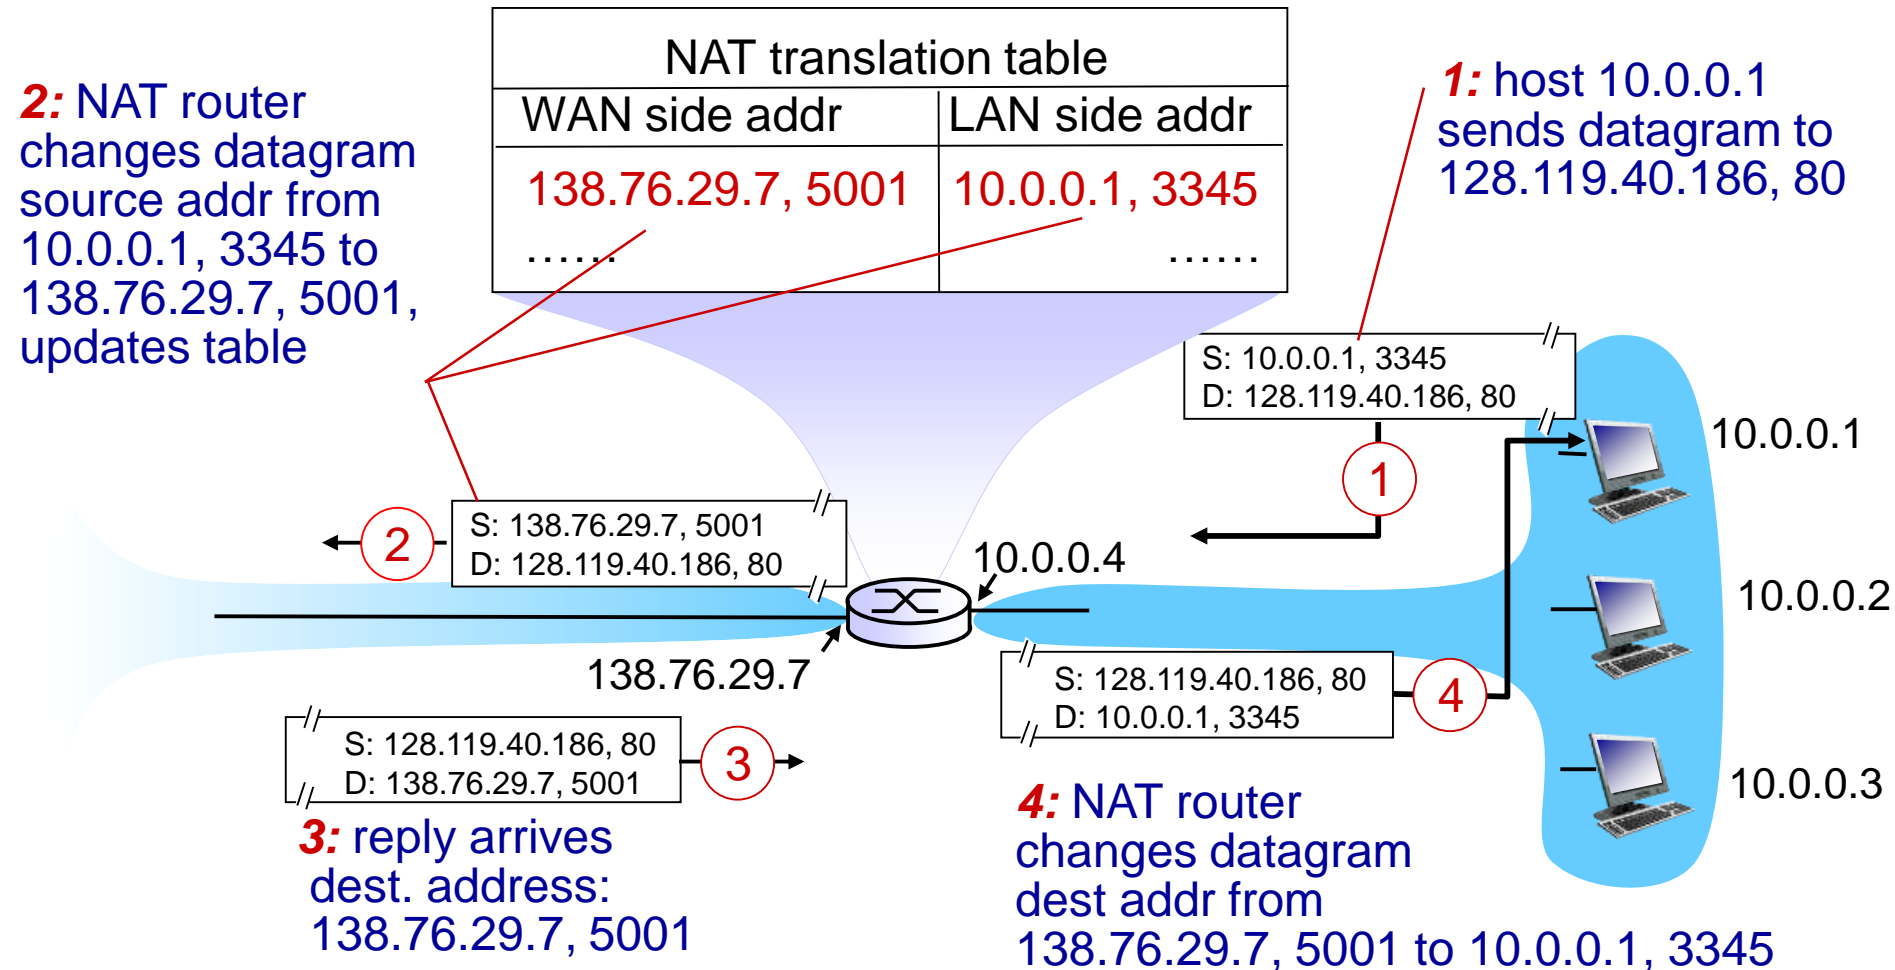 NAT translation table
WAN side addr LAN side addr
138.76.29.7, 5001 10.0.0.1, 3345
…… ……
2: NAT router
changes datagram
source addr from
10.0.0.1, 3345 to
138.76.29.7, 5001,
updates table
1: host 10.0.0.1
sends datagram to
128.119.40.186, 80
S: 10.0.0.1, 3345
D: 128.119.40.186, 80
1
10.0.0.1
2
S: 138.76.29.7, 5001
D: 128.119.40.186, 80
10.0.0.4
10.0.0.2
138.76.29.7
S: 128.119.40.186, 80
D: 10.0.0.1, 3345
4
S: 128.119.40.186, 80
D: 138.76.29.7, 5001
3
10.0.0.3
3: reply arrives
dest. address:
138.76.29.7, 5001
4: NAT router
changes datagram
dest addr from
138.76.29.7, 5001 to 10.0.0.1, 3345